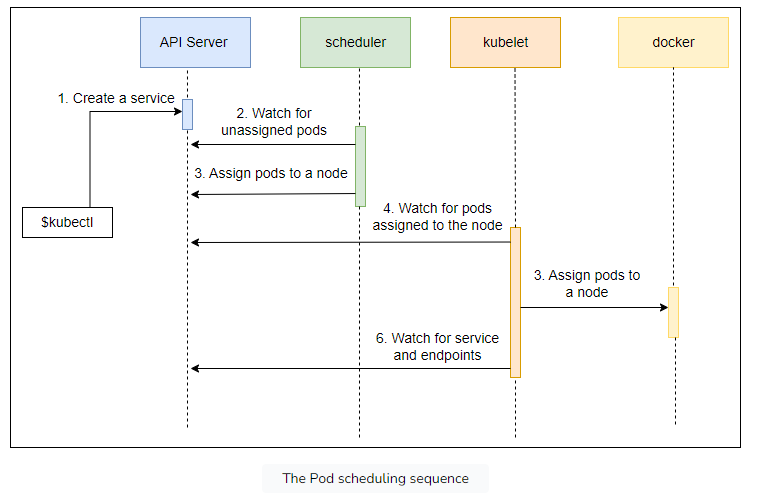 API Server
scheduler
kubelet
docker
1. Create a service
2. Watch for
unassigned pods
3. Assign pods to a node
$kubectl
4. Watch for pods
assigned to the node
3. Assign pods to
a node
6. Watch for service
and endpoints
The Pod scheduling sequence